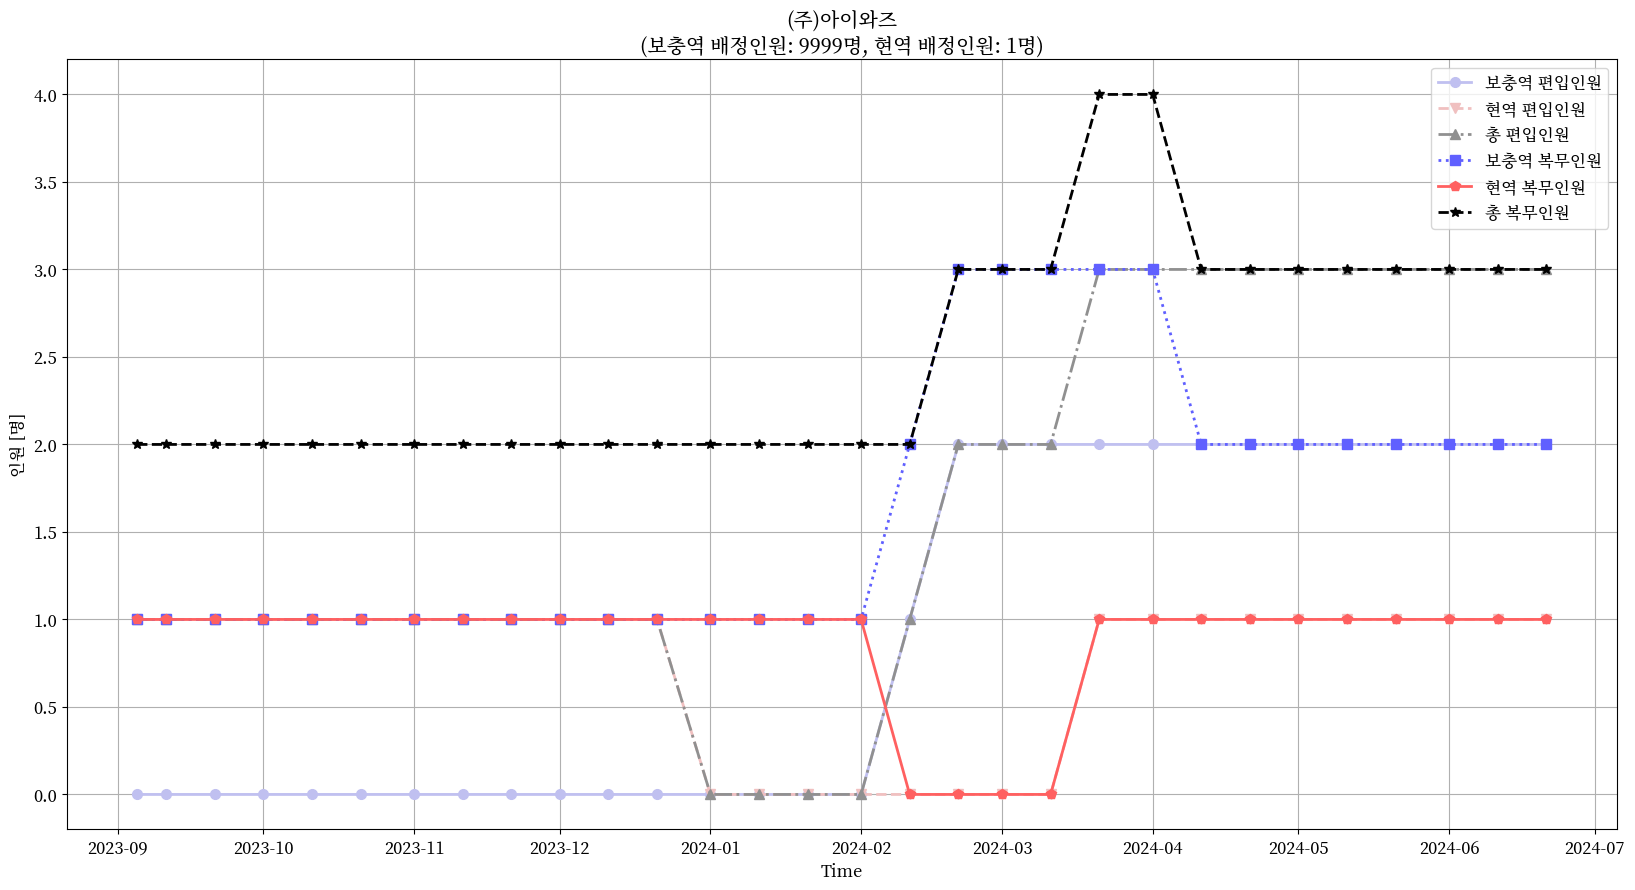 (주)아이와즈
(보충역 배정인원: 9999명, 현역 배정인원: 1명)
보충역 편입인원
현역 편입인원
총 편입인원
보충역 복무인원
현역 복무인원
총 복무인원
인원 [명]
4.0
3.5
3.0
2.5
2.0
1.5
1.0
0.5
0.0
2023-09 2023-10 2023-11 2023-12 2024-01 2024-02 2024-03 2024-04 2024-05 2024-06 2024-07
Time